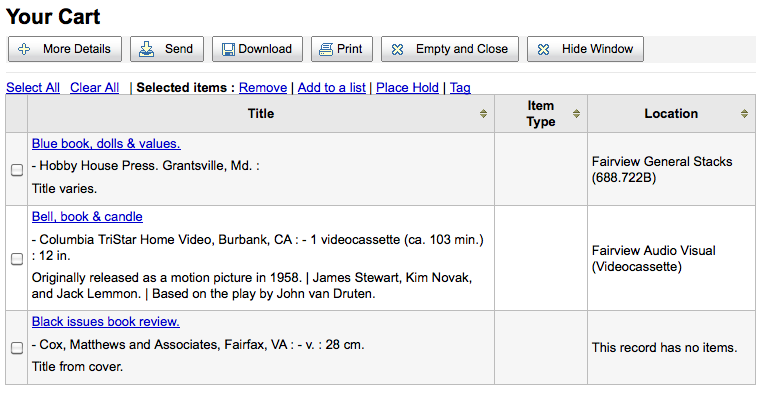 Your Cart
More Details Send Download Print Empty and Close Hide Window
Select All Clear All | Selected items : Remove | Add to a list | Place Hold | Tag
Title Item Type Location
Blue book, dolls & values.
- Hobby House Press. Grantsville, Md. :
Title varies.
Fairview General Stacks
(688.722B)
Bell, book & candle
- Columbia TriStar Home Video, Burbank, CA : - 1 videocassette (ca. 103 min.)
: 12 in.
Originally released as a motion picture in 1958. | James Stewart, Kim Novak,
and Jack Lemmon. | Based on the play by John van Druten.
Fairview Audio Visual
(Videocassette)
Black issues book review.
- Cox, Matthews and Associates, Fairfax, VA : - v. : 28 cm.
Title from cover.
This record has no items.